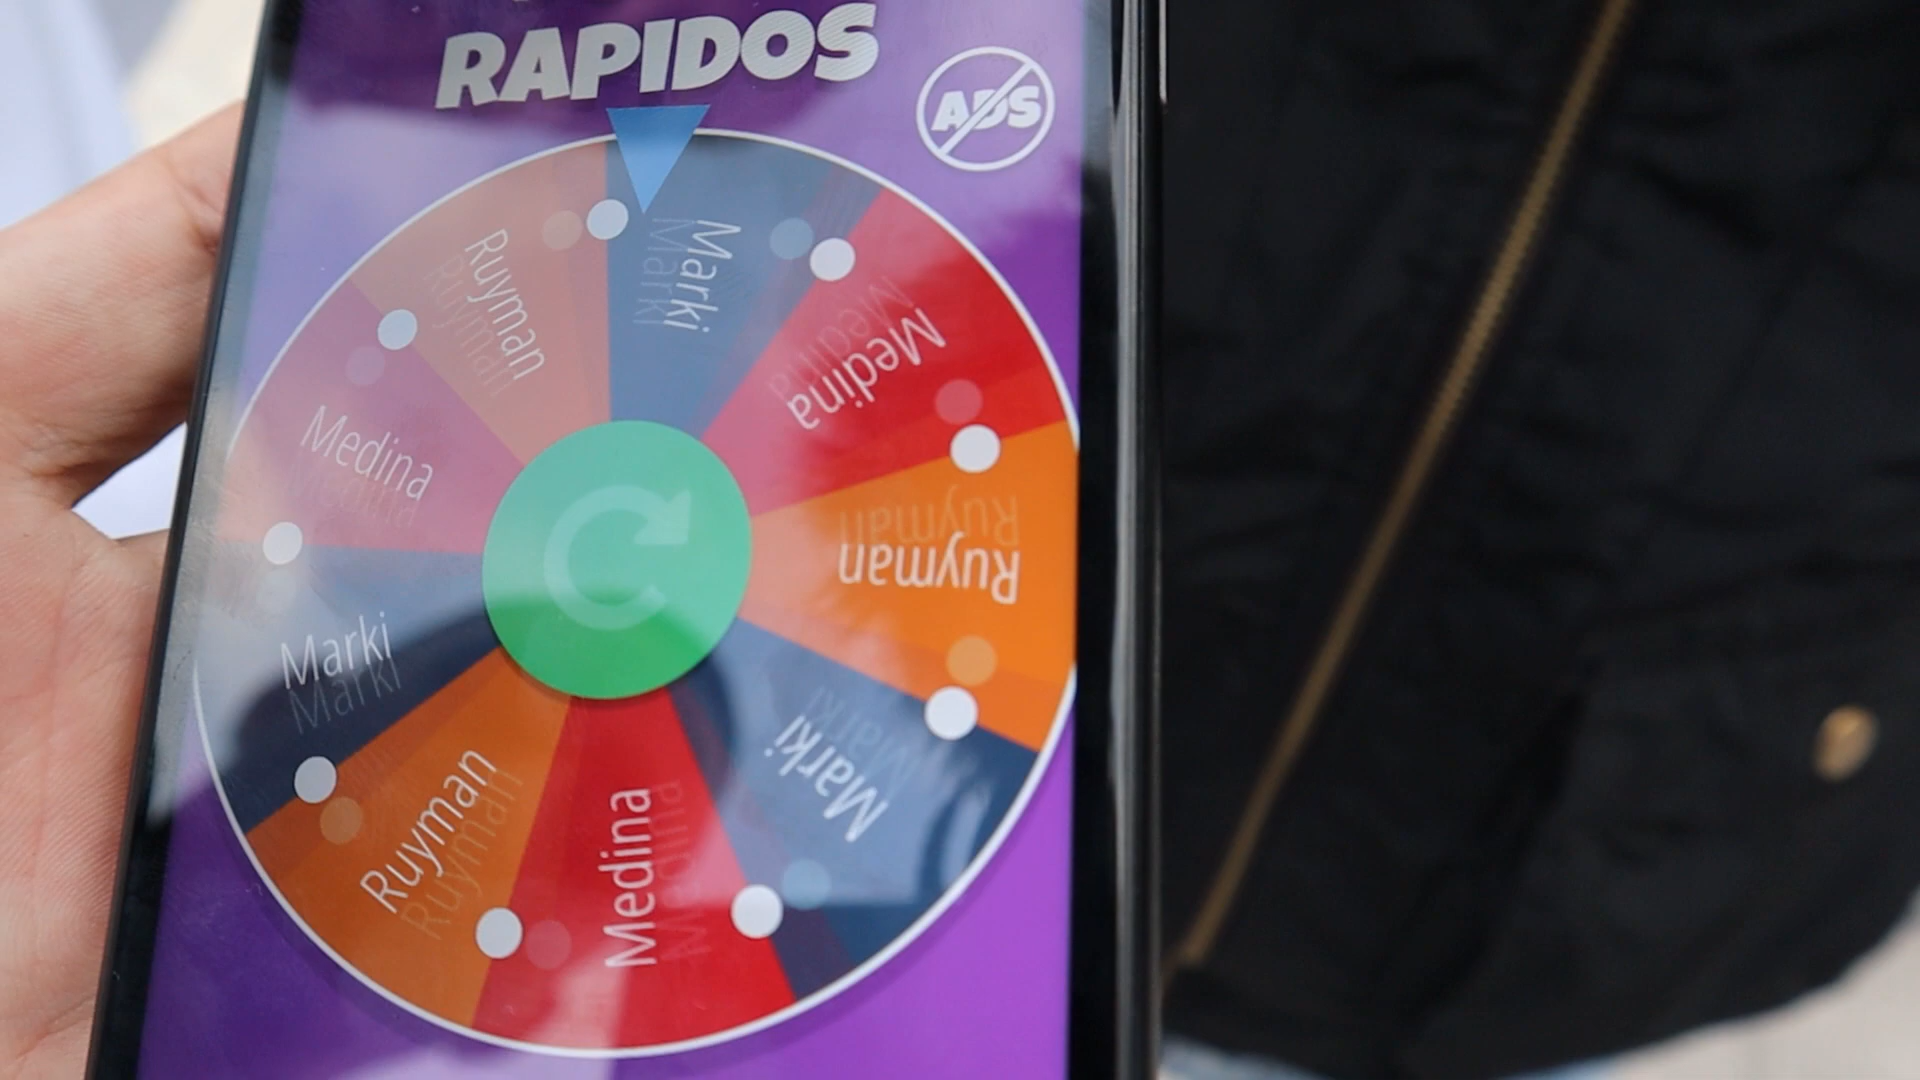 RAPIDOS
ADS
Marki
Medina
Ruyman
Marki
Medina
Ruyman
Marki
Medina
Ruyman